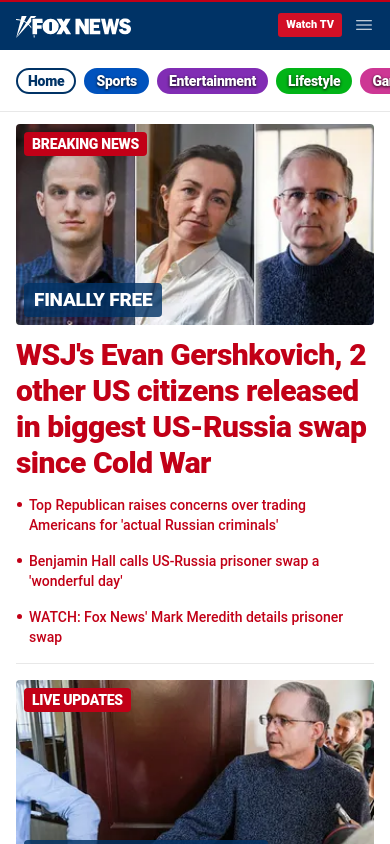 FOX NEWS
Watch TV
Home
Sports
Entertainment
Lifestyle
BREAKING NEWS
FINALLY FREE
WSJ's Evan Gershkovich, 2
other US citizens released
in biggest US-Russia swap
since Cold War
• Top Republican raises concerns over trading
Americans for 'actual Russian criminals'
• Benjamin Hall calls US-Russia prisoner swap a
'wonderful day'
• WATCH: Fox News' Mark Meredith details prisoner
swap
LIVE UPDATES